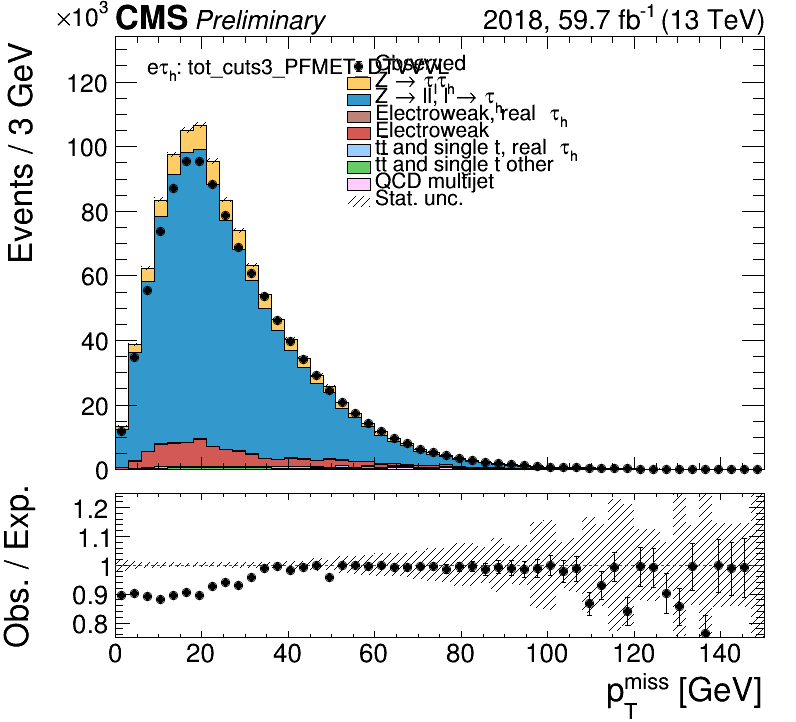 ×10³ CMS Preliminary 2018, 59.7 fb⁻¹ (13 TeV)
eτh: tot_cuts3_PFMET
Observed
Z → τlτh
Z → ll, l → τh
Electroweak, real τh
Electroweak
tt and single t, real τh
tt and single t other
QCD multijet
Stat. unc.
Events / 3 GeV
120
100
80
60
40
20
0
Obs. / Exp.
1.2
1.1
1
0.9
0.8
0 20 40 60 80 100 120 140
pTmiss [GeV]